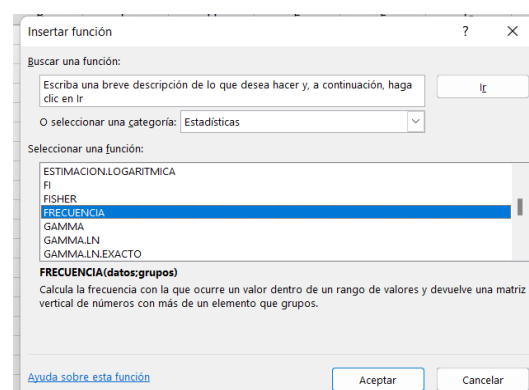 Insertar función ? X
Buscar una función:
Escriba una breve descripción de lo que desea hacer y, a continuación, haga
clic en Ir
Ir
O seleccionar una categoría: Estadísticas
Seleccionar una función:
ESTIMACION.LOGARITMICA
FI
FISHER
FRECUENCIA
GAMMA
GAMMA.LN
GAMMA.LN.EXACTO
FRECUENCIA(datos;grupos)
Calcula la frecuencia con la que ocurre un valor dentro de un rango de valores y devuelve una matriz
vertical de números con más de un elemento que grupos.
Ayuda sobre esta función
Aceptar
Cancelar